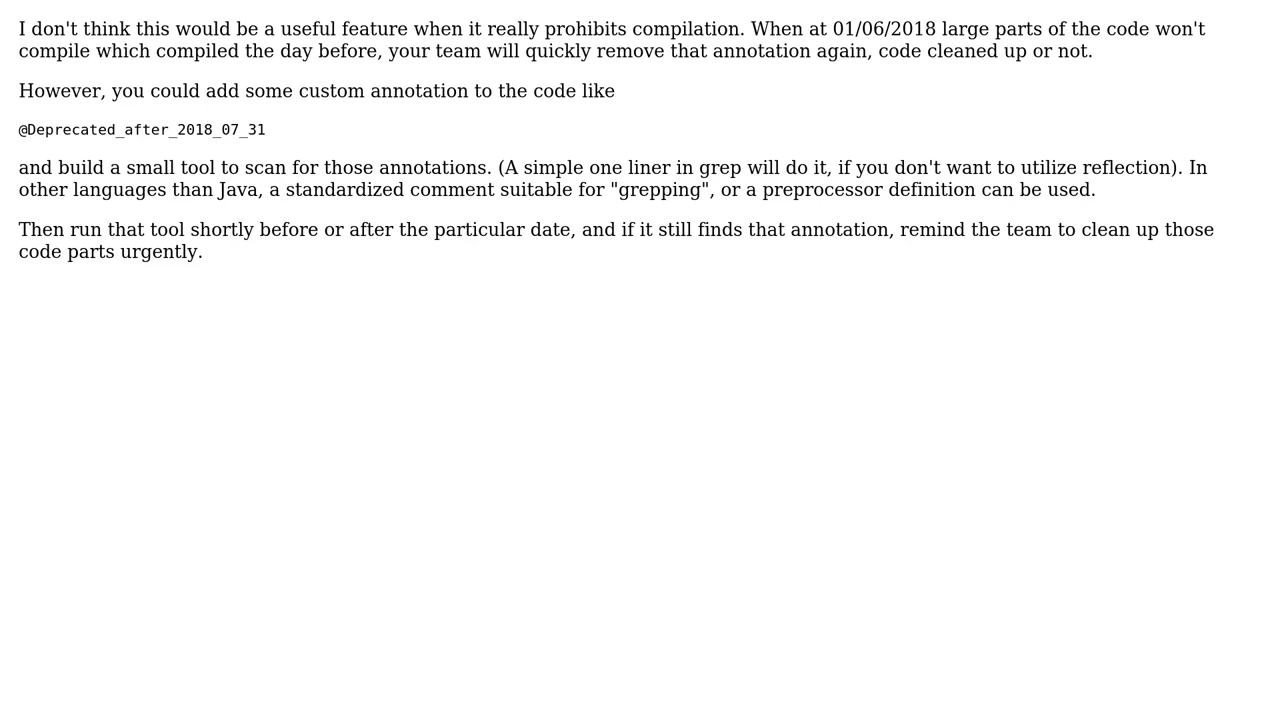 I don't think this would be a useful feature when it really prohibits compilation. When at 01/06/2018 large parts of the code won't
compile which compiled the day before, your team will quickly remove that annotation again, code cleaned up or not.
However, you could add some custom annotation to the code like
@Deprecated_after_2018_07_31
and build a small tool to scan for those annotations. (A simple one liner in grep will do it, if you don't want to utilize reflection). In
other languages than Java, a standardized comment suitable for "grepping", or a preprocessor definition can be used.
Then run that tool shortly before or after the particular date, and if it still finds that annotation, remind the team to clean up those
code parts urgently.